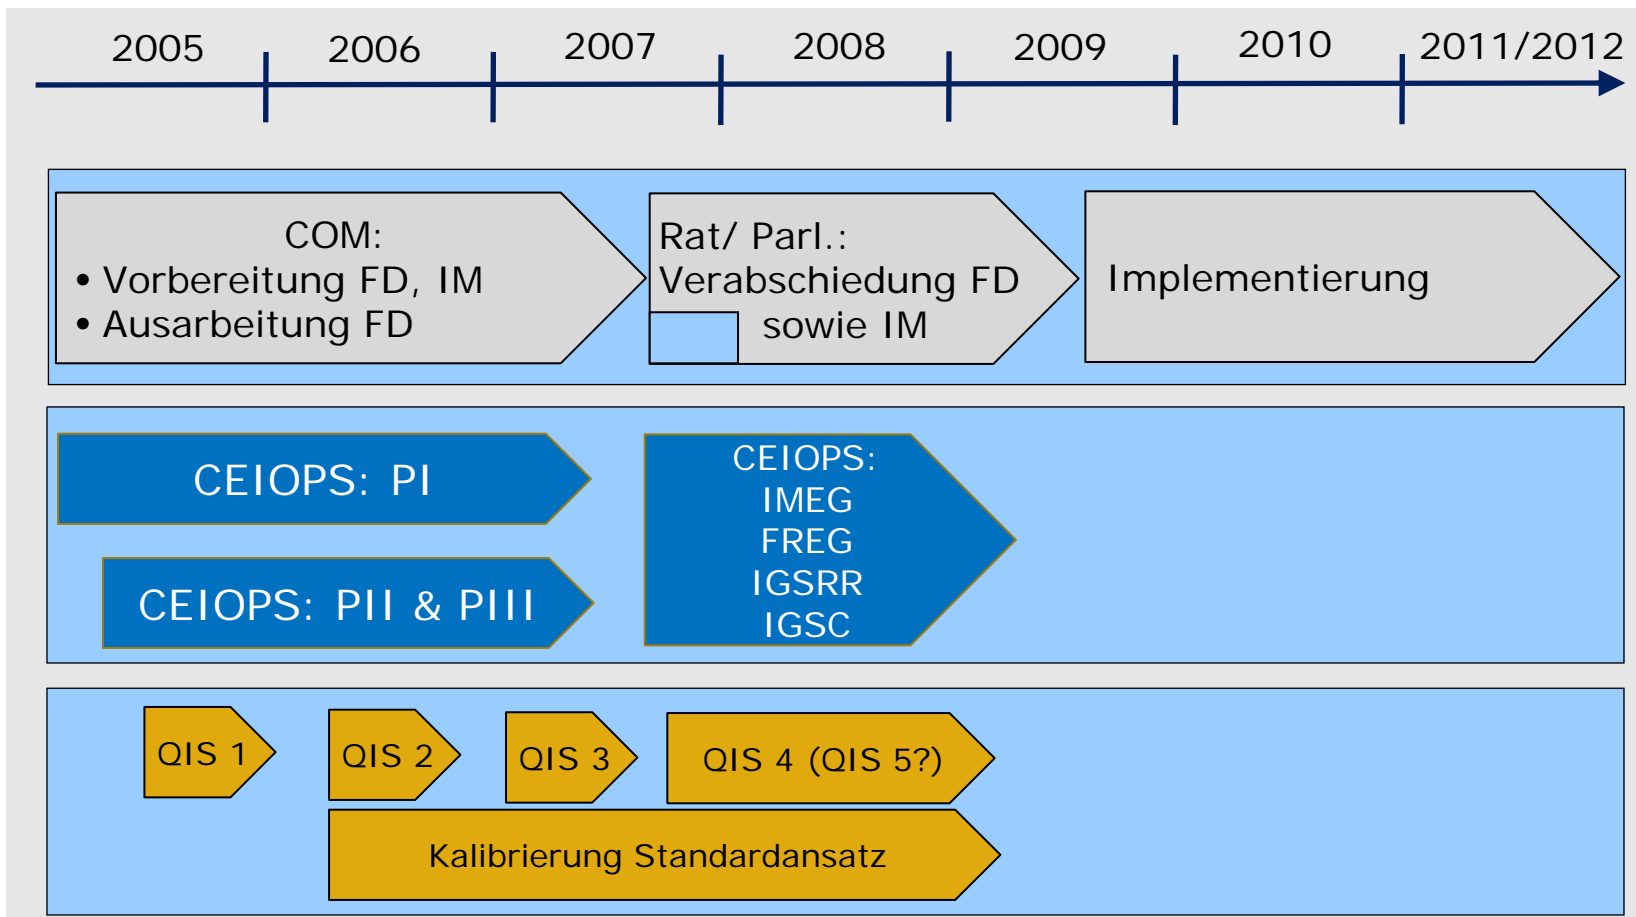 2005 2006 2007 2008 2009 2010 2011/2012
COM:
• Vorbereitung FD, IM
• Ausarbeitung FD
Rat/ Parl.:
Verabschiedung FD
sowie IM
Implementierung
CEIOPS: PI
CEIOPS: PII & PIII
CEIOPS:
IMEG
FREG
IGSRR
IGSC
QIS 1
QIS 2
QIS 3
QIS 4 (QIS 5?)
Kalibrierung Standardansatz